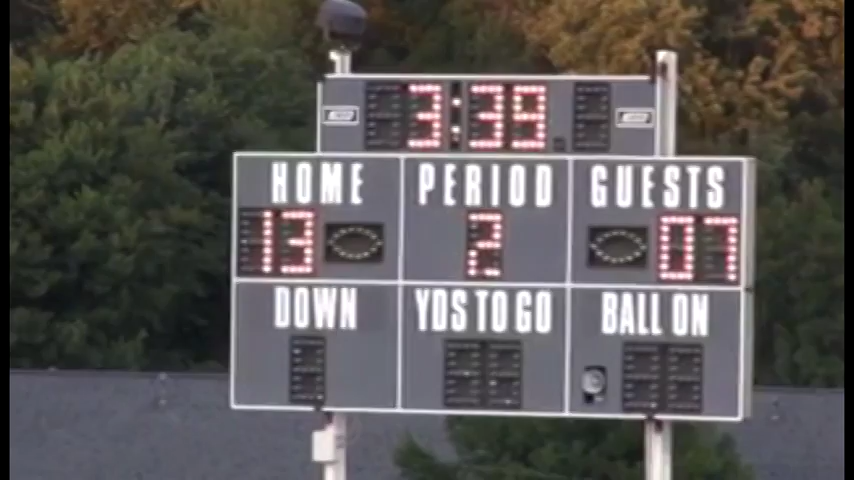 3:39
HOME PERIOD GUESTS
13 2 07
DOWN YDS TO GO BALL ON